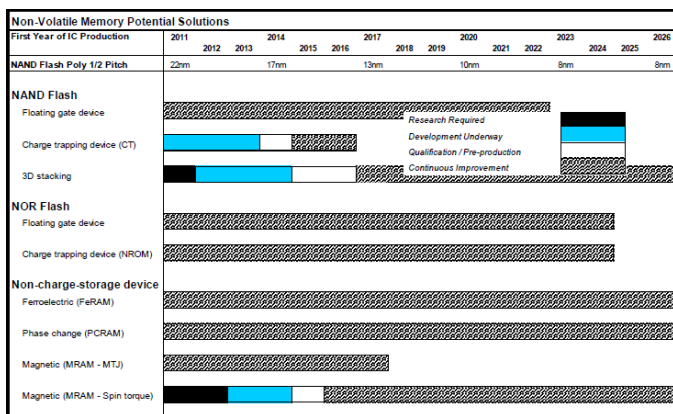 Non-Volatile Memory Potential Solutions
First Year of IC Production 2011 2014 2017 2020 2023 2026
2012 2013 2015 2016 2018 2019 2021 2022 2024 2025
NAND Flash Poly 1/2 Pitch 22nm 17nm 13nm 10nm 8nm 8nm
NAND Flash
Floating gate device
Research Required
Development Underway
Charge trapping device (CT)
Qualification / Pre-production
Continuous Improvement
3D stacking
NOR Flash
Floating gate device
Charge trapping device (NROM)
Non-charge-storage device
Ferroelectric (FeRAM)
Phase change (PCRAM)
Magnetic (MRAM - MTJ)
Magnetic (MRAM - Spin torque)